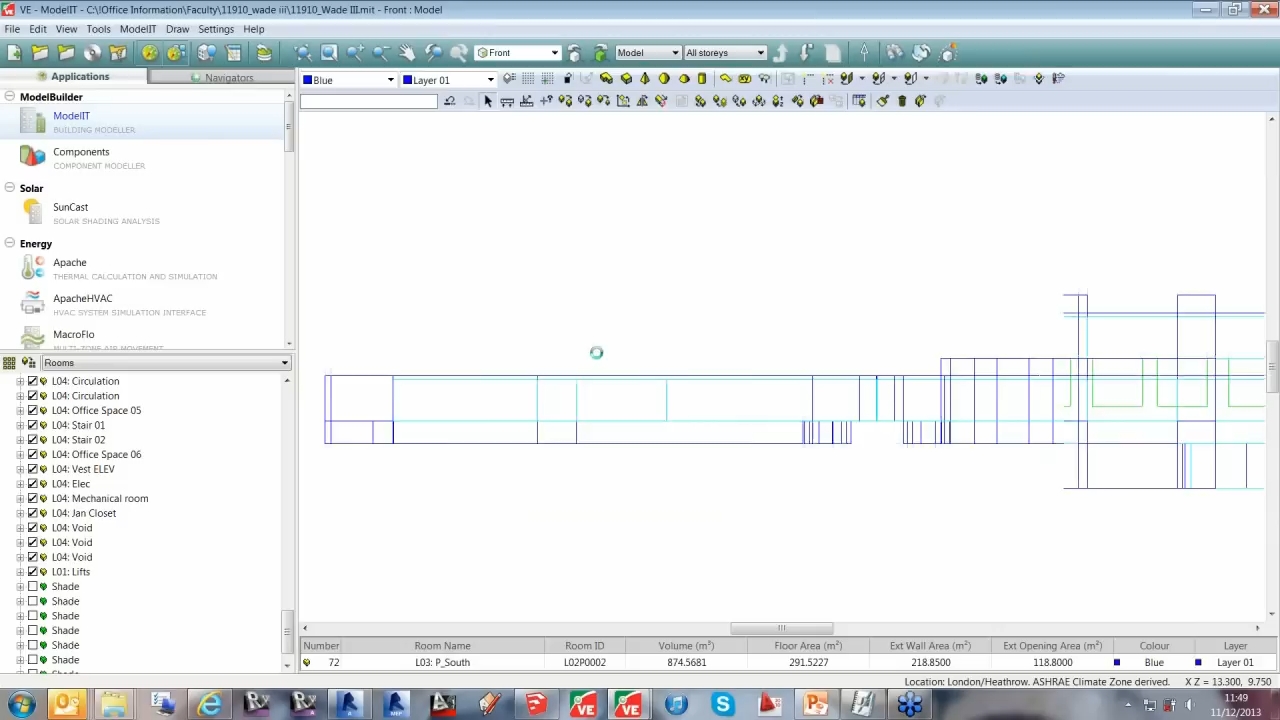 VE - ModelIT - C:\Office Information\Faculty\11910_wade iii\11910_Wade III.mit - Front : Model
File Edit View Tools ModelIT Draw Settings Help
Front Model All storeys
Applications Navigators
Blue Layer 01
ModelBuilder
ModelIT
BUILDING MODELLER
Components
COMPONENT MODELLER
Solar
SunCast
SOLAR SHADING ANALYSIS
Energy
Apache
THERMAL CALCULATION AND SIMULATION
ApacheHVAC
HVAC SYSTEM SIMULATION INTERFACE
MacroFlo
MULTI-ZONE AIR MOVEMENT
Rooms
L04: Circulation
L04: Circulation
L04: Office Space 05
L04: Stair 01
L04: Stair 02
L04: Office Space 06
L04: Vest ELEV
L04: Elec
L04: Mechanical room
L04: Jan Closet
L04: Void
L04: Void
L04: Void
L01: Lifts
Shade
Shade
Shade
Shade
Shade
Shade
Number Room Name Room ID Volume (m³) Floor Area (m²) Ext Wall Area (m²) Ext Opening Area (m²) Colour Layer
72 L03: P_South L02P0002 874.5681 291.5227 218.8500 118.8000 Blue Layer 01
Location: London/Heathrow. ASHRAE Climate Zone derived. X Z = 13.300, 9.750
11:49
11/12/2013